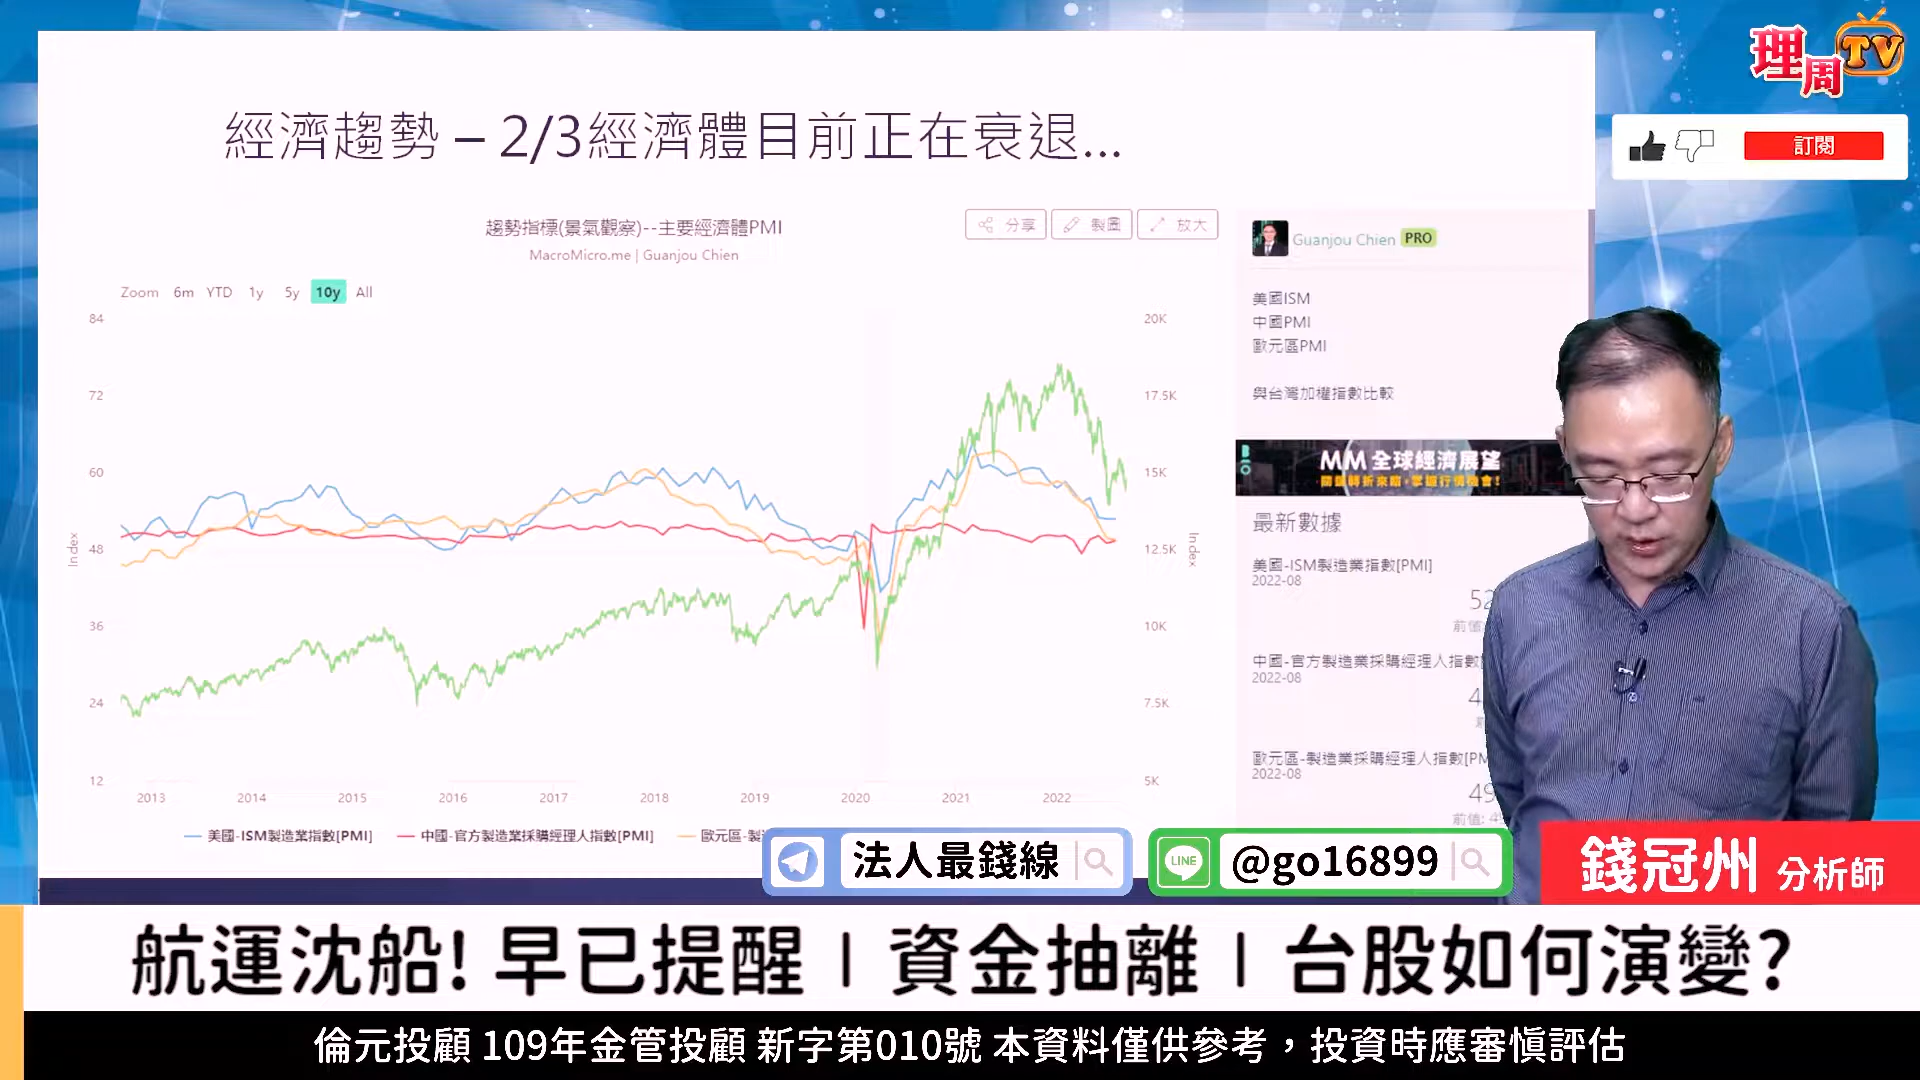 理周TV
經濟趨勢 – 2/3經濟體目前正在衰退...
訂閱
趨勢指標(景氣觀察)--主要經濟體PMI
MacroMicro.me | Guanjou Chien
分享
製圖
放大
Guanjou Chien PRO
Zoom 6m YTD 1y 5y 10y All
美國ISM
中國PMI
歐元區PMI
與台灣加權指數比較
84
72
60
48
36
24
12
Index
20K
17.5K
15K
12.5K
10K
7.5K
5K
Index
2013 2014 2015 2016 2017 2018 2019 2020 2021 2022
MM 全球經濟展望
最新數據
美國-ISM製造業指數[PMI]
2022-08
52
前值
中國-官方製造業採購經理人指數
2022-08
4
歐元區-製造業採購經理人指數[PM
2022-08
49
前值:
美國-ISM製造業指數[PMI] 中國-官方製造業採購經理人指數[PMI] 歐元區-製
法人最錢線
LINE @go16899
錢冠州 分析師
航運沈船! 早已提醒 | 資金抽離 | 台股如何演變?
倫元投顧 109年金管投顧 新字第010號 本資料僅供參考，投資時應審慎評估